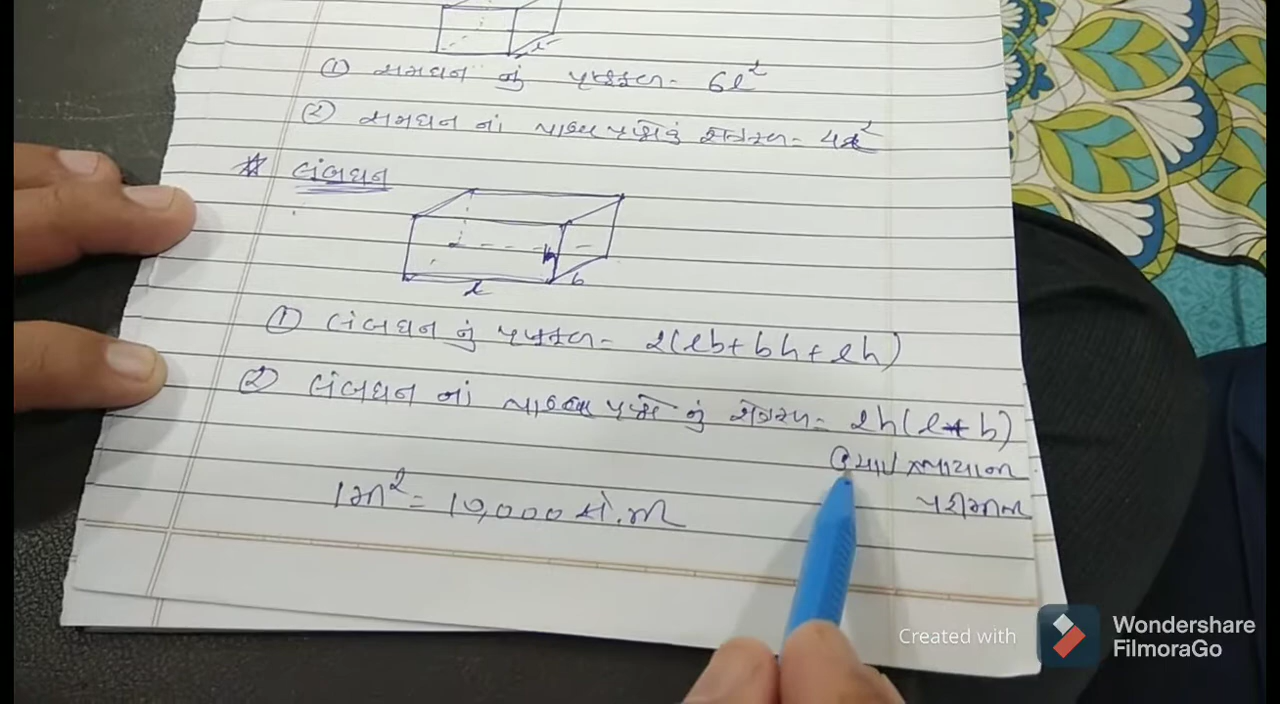 l
① સમઘન નું પૃષ્ઠફળ = 6l²
② સમઘન નાં પાર્શ્વ પૃષ્ઠોનું ક્ષેત્રફળ = 4l²
* લંબઘન
h
b
l
① લંબઘન નું પૃષ્ઠફળ = 2(lb+bh+lh)
② લંબઘન નાં પાર્શ્વ પૃષ્ઠો નું ક્ષેત્રફળ = 2h(l+b)
1મ² = 10,000 સે.મ
Created with Wondershare FilmoraGo